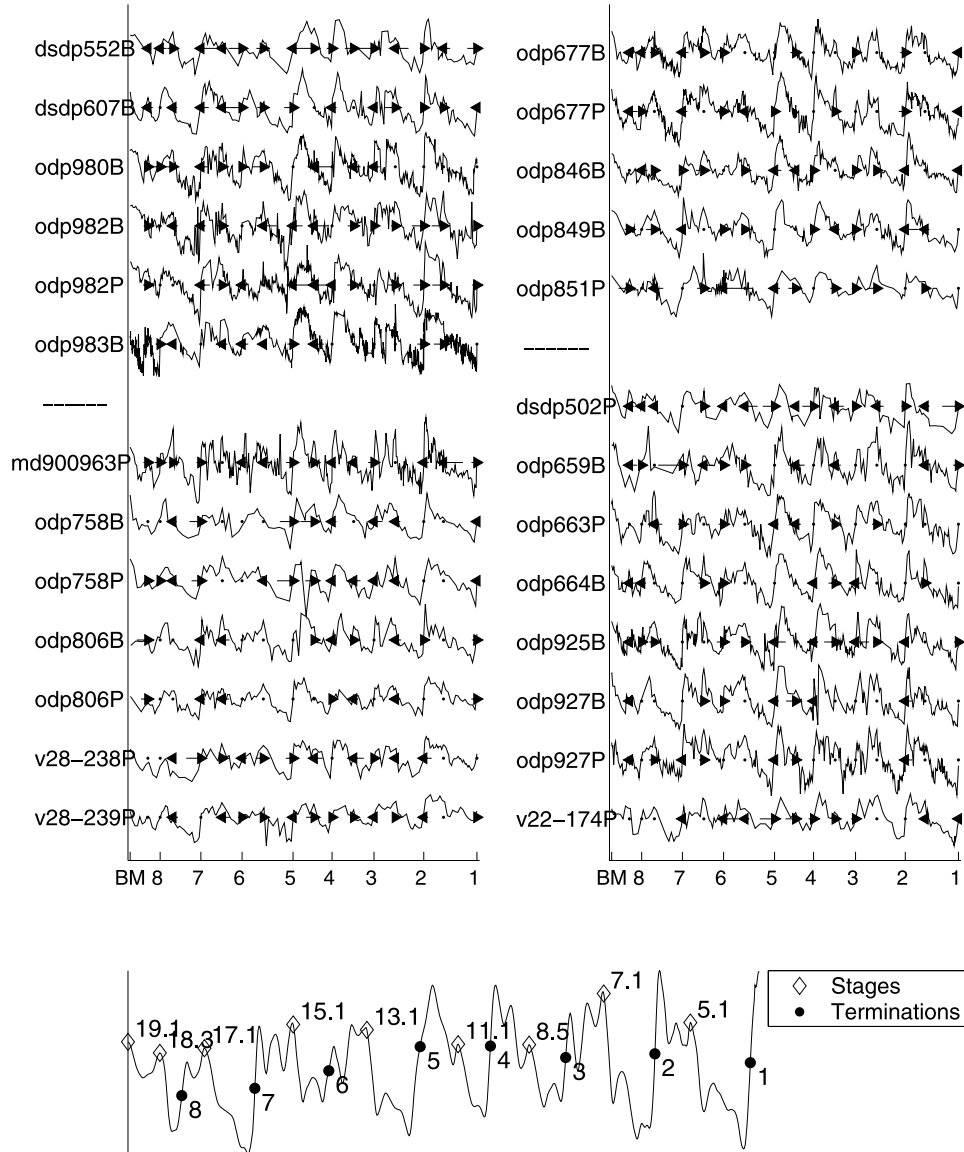 dsdp552B
dsdp607B
odp980B
odp982B
odp982P
odp983B
------
md900963P
odp758B
odp758P
odp806B
odp806P
v28-238P
v28-239P
BM 8 7 6 5 4 3 2 1
odp677B
odp677P
odp846B
odp849B
odp851P
------
dsdp502P
odp659B
odp663P
odp664B
odp925B
odp927B
odp927P
v22-174P
BM 8 7 6 5 4 3 2 1
19.1
18.3
17.1
15.1
13.1
11.1
8.5
7.1
5.1
8
7
6
5
4
3
2
1
Stages
Terminations